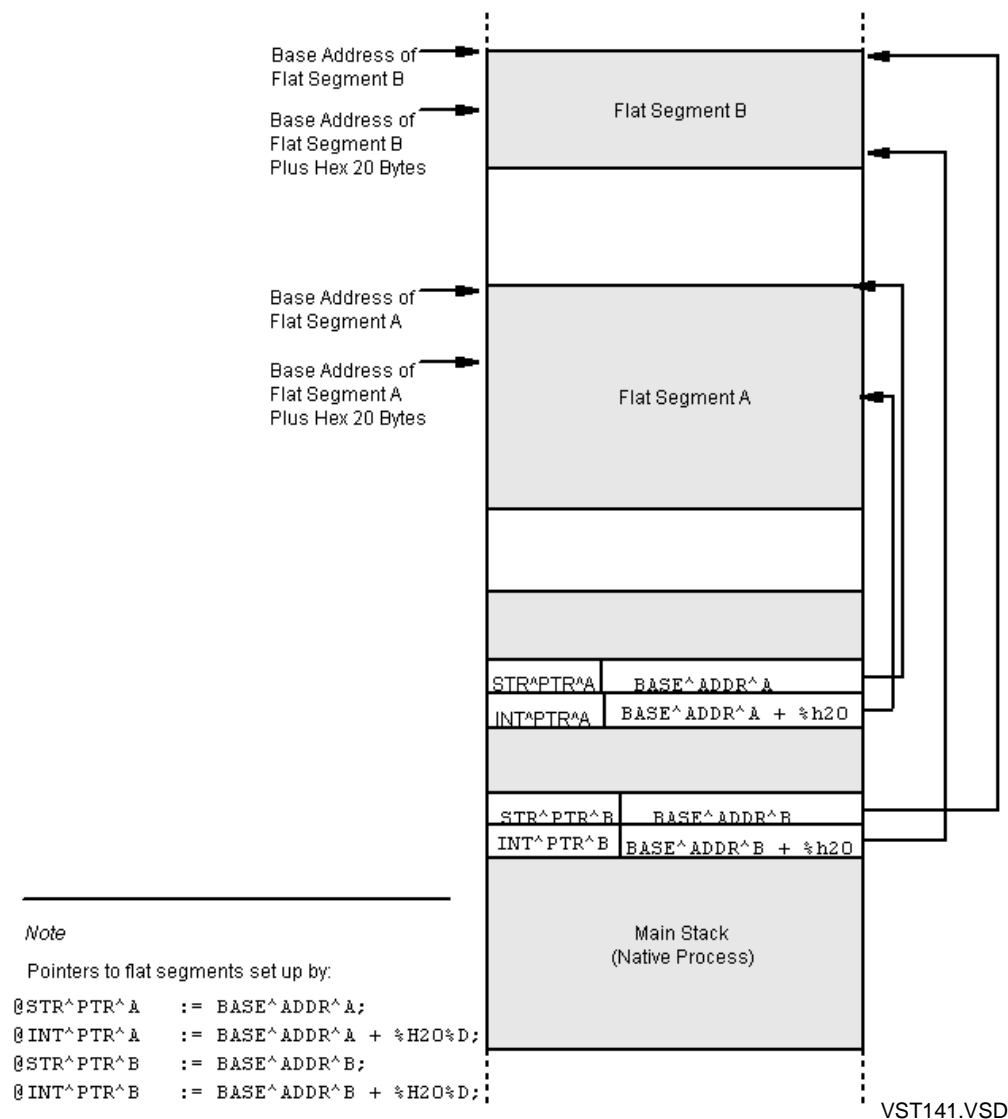 Base Address of
Flat Segment B
Base Address of
Flat Segment B
Plus Hex 20 Bytes
Flat Segment B
Base Address of
Flat Segment A
Base Address of
Flat Segment A
Plus Hex 20 Bytes
Flat Segment A
STR^PTR^A BASE^ADDR^A
INT^PTR^A BASE^ADDR^A + %h20
STR^PTR^B BASE^ADDR^B
INT^PTR^B BASE^ADDR^B + %h20
Main Stack
(Native Process)
Note
Pointers to flat segments set up by:
@STR^PTR^A := BASE^ADDR^A;
@INT^PTR^A := BASE^ADDR^A + %H20%D;
@STR^PTR^B := BASE^ADDR^B;
@INT^PTR^B := BASE^ADDR^B + %H20%D;
VST141.VSD